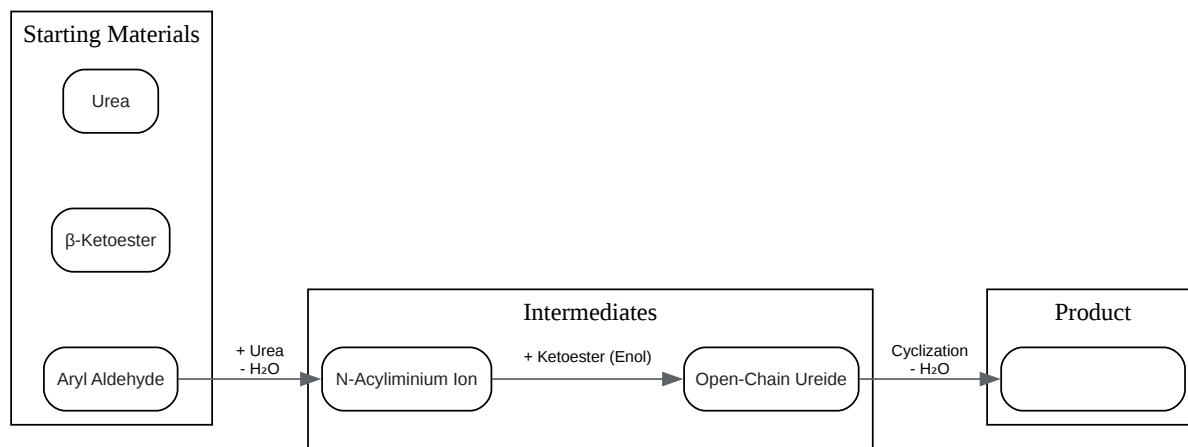 Starting Materials
Urea
β-Ketoester
Aryl Aldehyde
+ Urea
- H₂O
Intermediates
N-Acyliminium Ion
+ Ketoester (Enol)
Open-Chain Ureide
Cyclization
- H₂O
Product